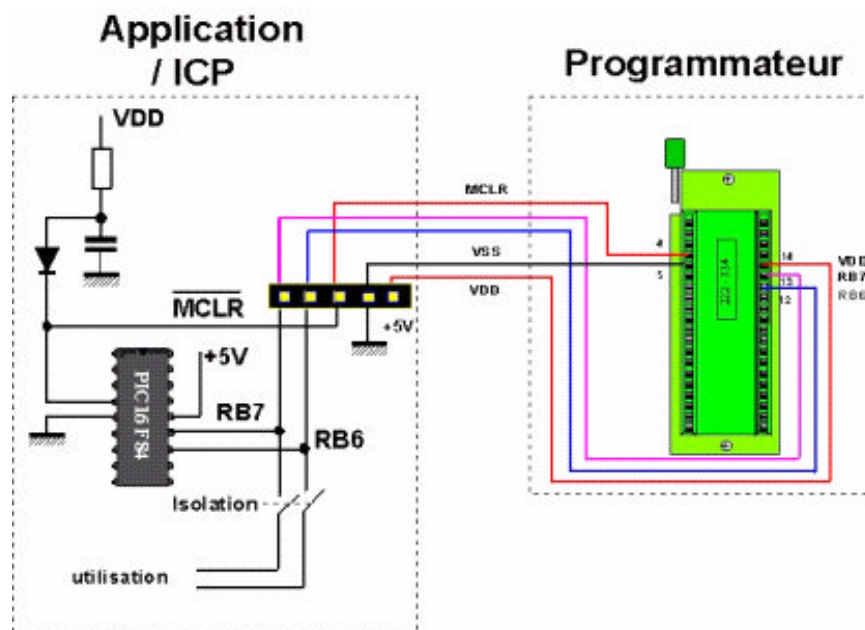 Application
/ ICP
Programmateur
VDD
MCLR
VSS
VDD
MCLR
+5V
+5V
PIC16F84
RB7
RB6
Isolation
utilisation
4
5
14
13
12
VDD
RB7
RB6